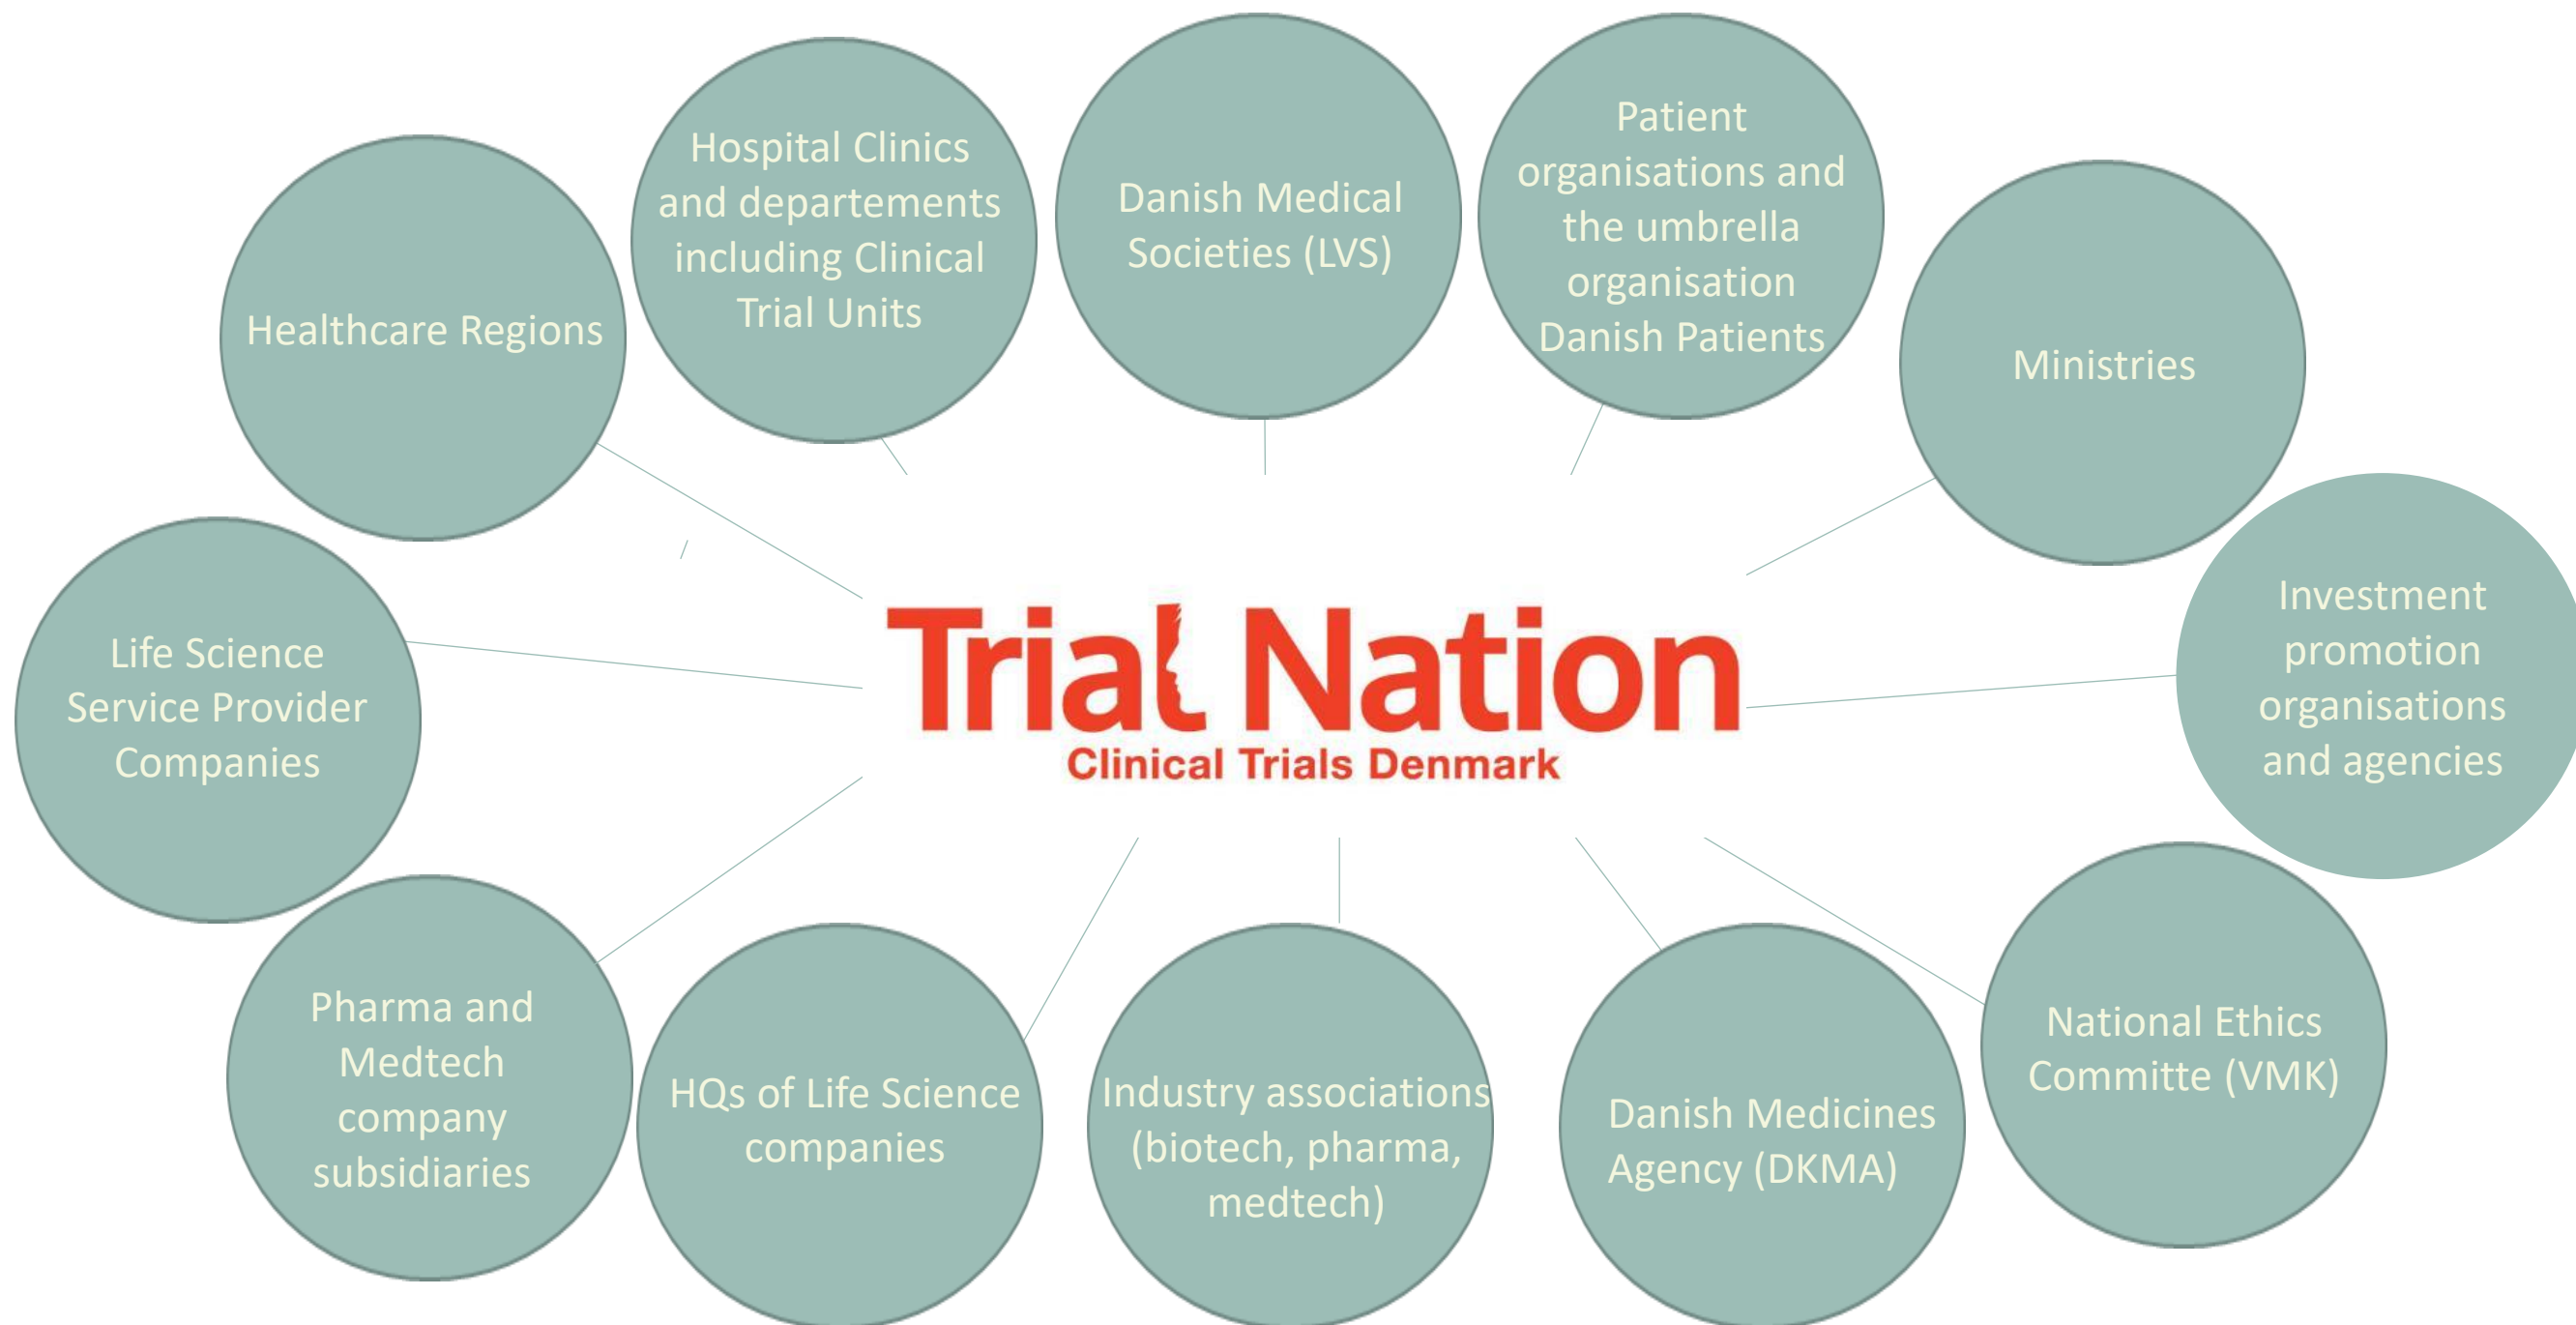 Hospital Clinics
and departements
including Clinical
Trial Units
Danish Medical
Societies (LVS)
Patient
organisations and
the umbrella
organisation
Danish Patients
Healthcare Regions
Ministries
Life Science
Service Provider
Companies
Trial Nation
Clinical Trials Denmark
Investment
promotion
organisations
and agencies
Pharma and
Medtech
company
subsidiaries
HQs of Life Science
companies
Industry associations
(biotech, pharma,
medtech)
Danish Medicines
Agency (DKMA)
National Ethics
Committe (VMK)